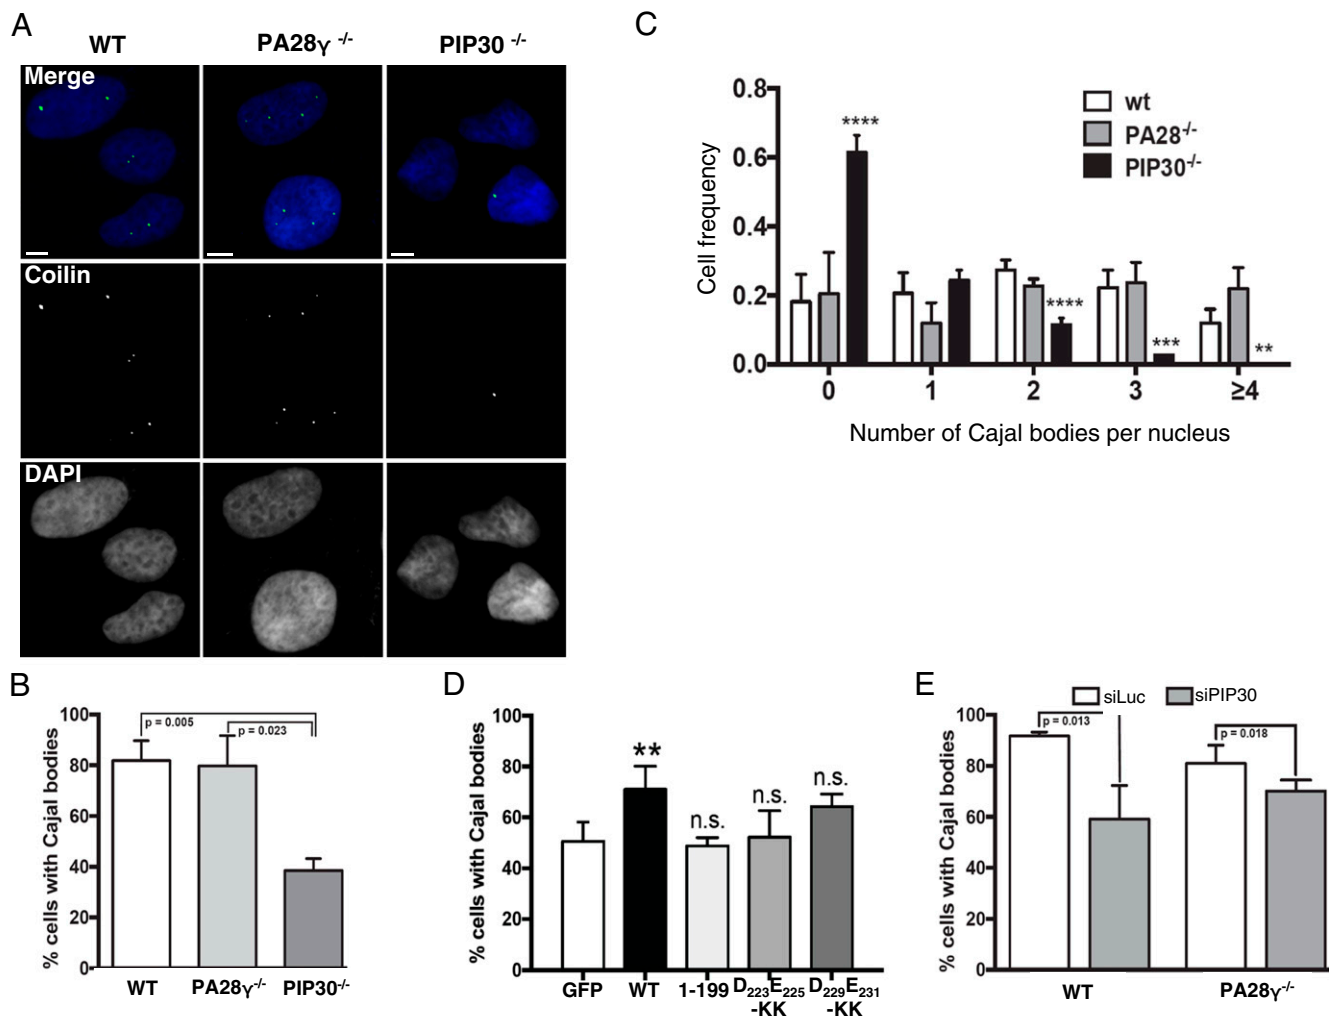 A
WT
PA28γ -/-
PIP30 -/-
Merge
Coilin
DAPI
C
Cell frequency
0.8
0.6
0.4
0.2
0.0
wt
PA28-/-
PIP30-/-
****
****
***
**
0 1 2 3 ≥4
Number of Cajal bodies per nucleus
B
% cells with Cajal bodies
100
80
60
40
20
0
p = 0.005
p = 0.023
WT PA28γ-/- PIP30-/-
D
% cells with Cajal bodies
100
80
60
40
20
0
**
n.s.
n.s.
n.s.
GFP WT 1-199 D223E225 D229E231
-KK -KK
E
siLuc siPIP30
% cells with Cajal bodies
100
80
60
40
20
0
p = 0.013
p = 0.018
WT PA28γ-/-